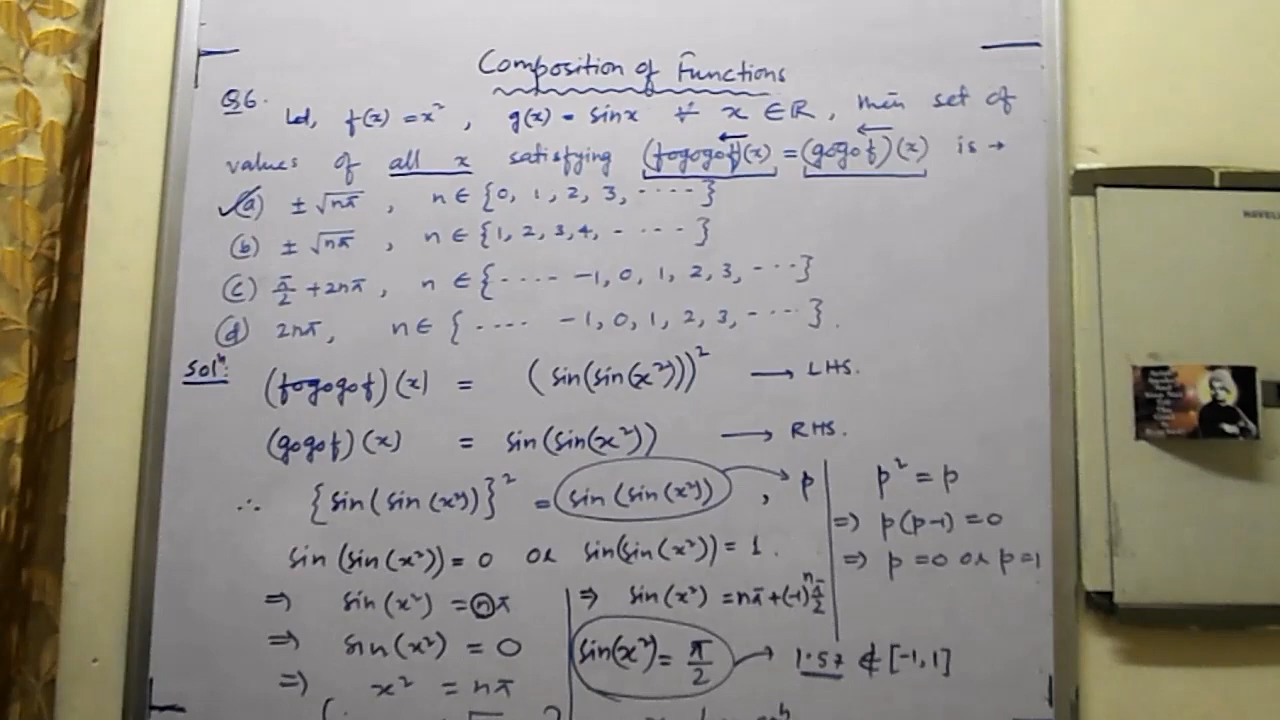 Composition of Functions
Q6. Let, f(x) = x², g(x) = sinx ∀ x ∈ ℝ, then set of
values of all x satisfying (fogogof)(x) = (gogof)(x) is →
(a) ± √nπ , n ∈ {0, 1, 2, 3, ....}
(b) ± √nπ , n ∈ {1, 2, 3, 4, - ....}
(c) π/2 + 2nπ, n ∈ {.... -1, 0, 1, 2, 3, - ...}
(d) 2nπ, n ∈ {.... -1, 0, 1, 2, 3, - ....}.
Solⁿ: (fogogof)(x) = (sin(sin(x²)))² → LHS.
(gogof)(x) = sin(sin(x²)) → RHS.
∴ {sin(sin(x²)}² = sin(sin(x²)) , p | p² = p
⇒ p(p-1) = 0
sin(sin(x²)) = 0 or sin(sin(x²)) = 1. ⇒ p = 0 or p = 1
⇒ sin(x²) = nπ ⇒ sin(x²) = nπ + (-1)ⁿ π/2
⇒ sin(x²) = 0 sin(x²) = π/2 → 1.57 ∉ [-1, 1]
⇒ x² = nπ
HAVELL